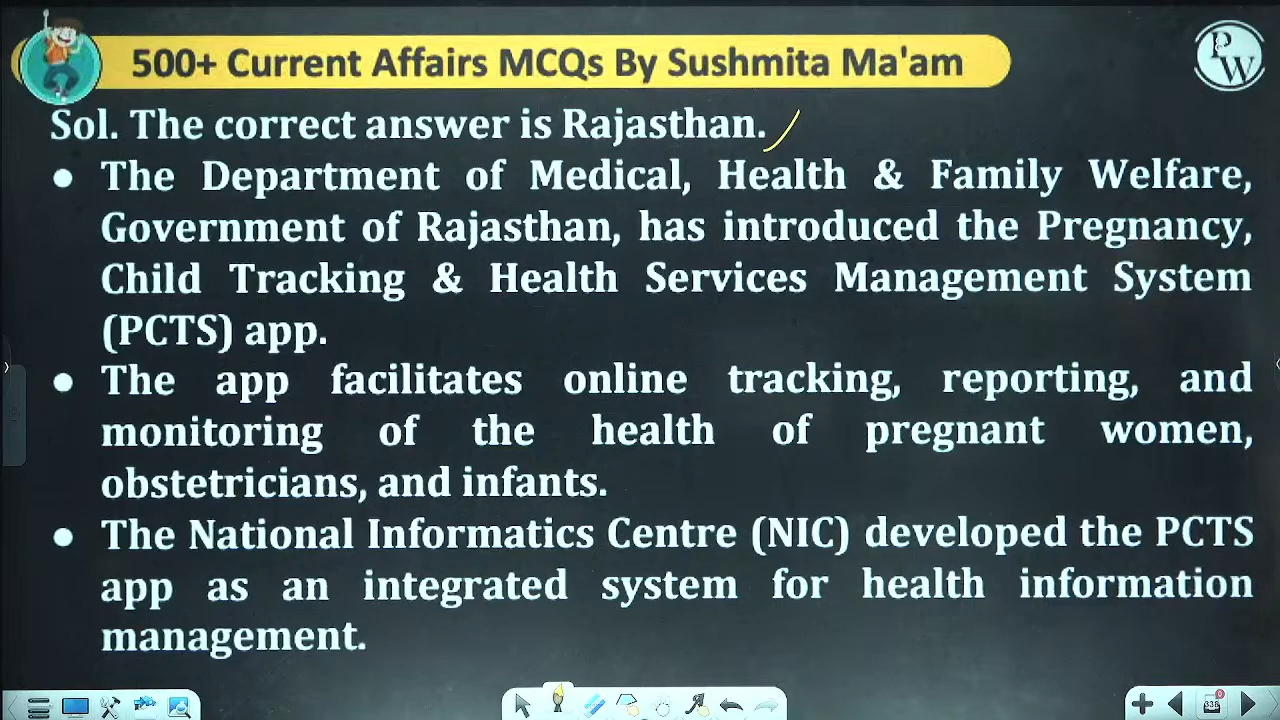 500+ Current Affairs MCQs By Sushmita Ma'am
PW
Sol. The correct answer is Rajasthan.
● The Department of Medical, Health & Family Welfare,
Government of Rajasthan, has introduced the Pregnancy,
Child Tracking & Health Services Management System
(PCTS) app.
● The app facilitates online tracking, reporting, and
monitoring of the health of pregnant women,
obstetricians, and infants.
● The National Informatics Centre (NIC) developed the PCTS
app as an integrated system for health information
management.